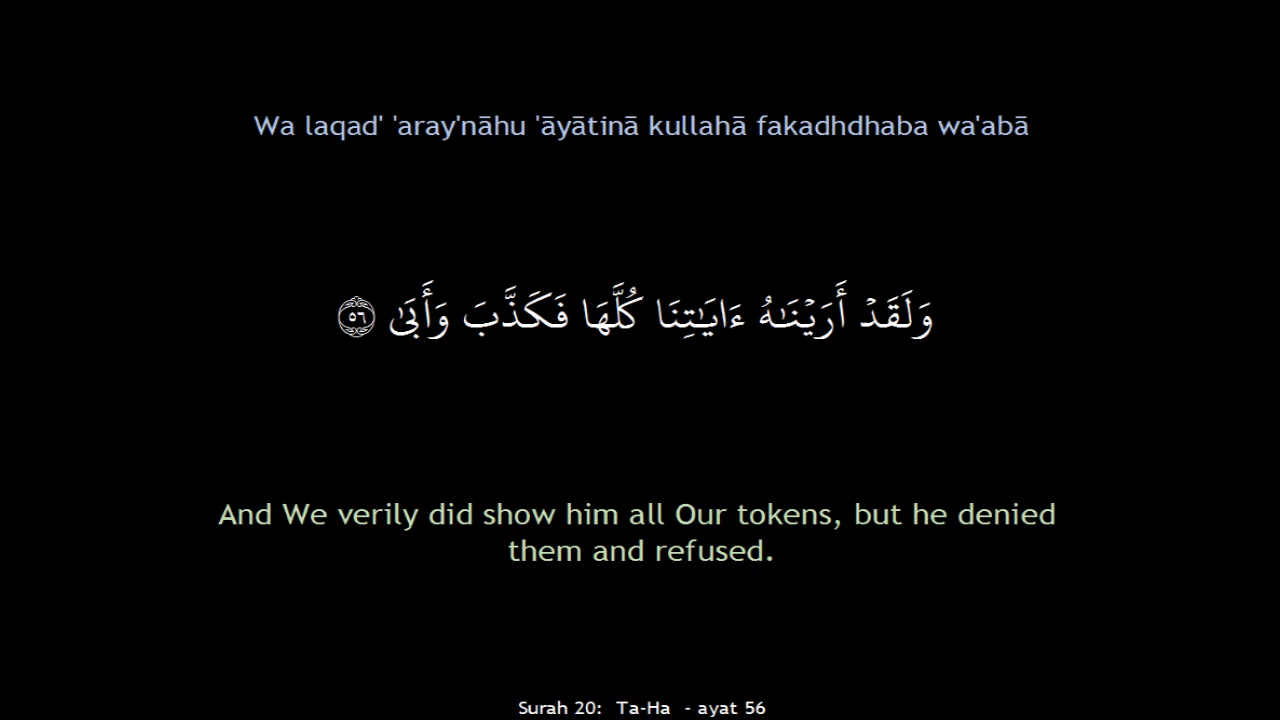 Wa laqad' 'aray'nāhu 'āyātinā kullahā fakadhdhaba wa'abā
وَلَقَدۡ أَرَيۡنَـٰهُ ءَايَـٰتِنَا كُلَّهَا فَكَذَّبَ وَأَبَىٰ ۝٥٦
And We verily did show him all Our tokens, but he denied
them and refused.
Surah 20:  Ta-Ha  - ayat 56